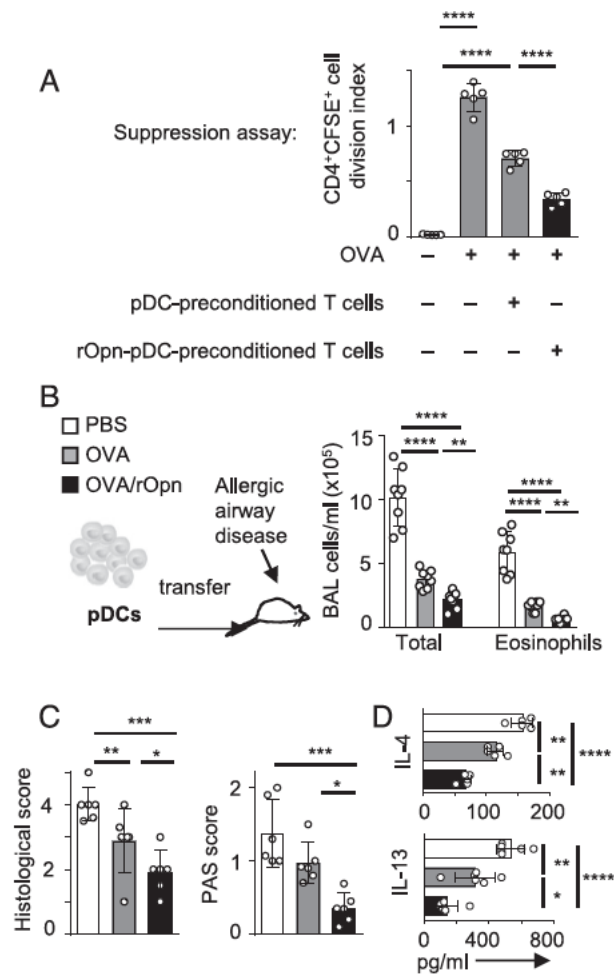 A
Suppression assay:
CD4⁺CFSE⁺ cell
division index
****
**** ****
1
0
OVA − + + +
pDC-preconditioned T cells − − + −
rOpn-pDC-preconditioned T cells − − − +
B
PBS
OVA
OVA/rOpn
Allergic
airway
disease
transfer
pDCs
BAL cells/ml (x10⁵)
15
10
5
0
****
**** **
****
**** **
Total Eosinophils
C
Histological score
4
2
0
***
** *
PAS score
2
1
0
***
*
D
IL-4
**
**
****
0 100 200
IL-13
**
*
****
0 400 800
pg/ml